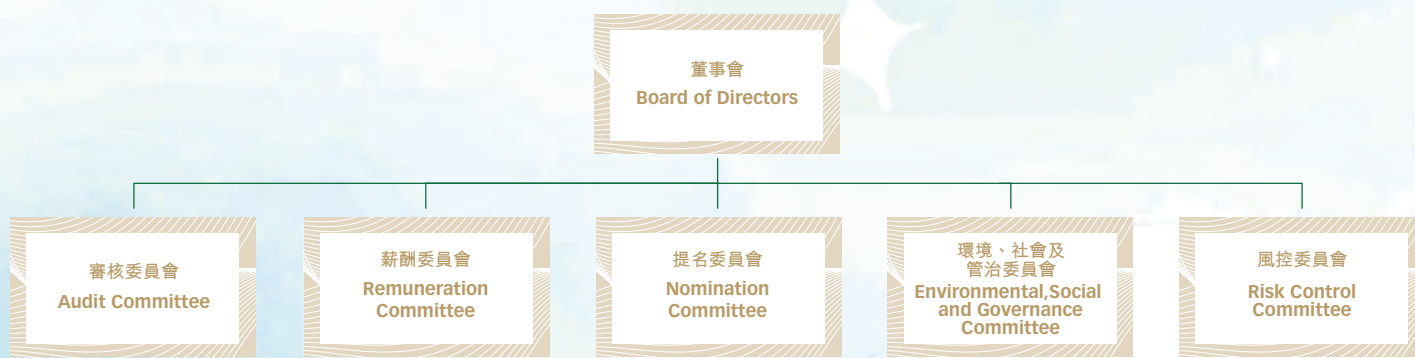 董事會
Board of Directors
審核委員會
Audit Committee
薪酬委員會
Remuneration
Committee
提名委員會
Nomination
Committee
環境、社會及
管治委員會
Environmental,Social
and Governance
Committee
風控委員會
Risk Control
Committee